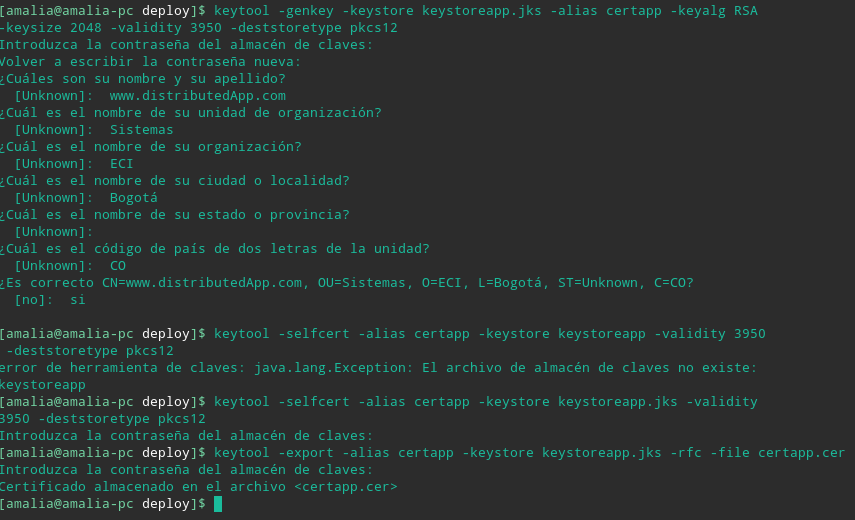 [amalia@amalia-pc deploy]$ keytool -genkey -keystore keystoreapp.jks -alias certapp -keyalg RSA
-keysize 2048 -validity 3950 -deststoretype pkcs12
Introduzca la contraseña del almacén de claves:
Volver a escribir la contraseña nueva:
¿Cuáles son su nombre y su apellido?
  [Unknown]:  www.distributedApp.com
¿Cuál es el nombre de su unidad de organización?
  [Unknown]:  Sistemas
¿Cuál es el nombre de su organización?
  [Unknown]:  ECI
¿Cuál es el nombre de su ciudad o localidad?
  [Unknown]:  Bogotá
¿Cuál es el nombre de su estado o provincia?
  [Unknown]:
¿Cuál es el código de país de dos letras de la unidad?
  [Unknown]:  CO
¿Es correcto CN=www.distributedApp.com, OU=Sistemas, O=ECI, L=Bogotá, ST=Unknown, C=CO?
  [no]:  si

[amalia@amalia-pc deploy]$ keytool -selfcert -alias certapp -keystore keystoreapp -validity 3950
 -deststoretype pkcs12
error de herramienta de claves: java.lang.Exception: El archivo de almacén de claves no existe:
keystoreapp
[amalia@amalia-pc deploy]$ keytool -selfcert -alias certapp -keystore keystoreapp.jks -validity
3950 -deststoretype pkcs12
Introduzca la contraseña del almacén de claves:
[amalia@amalia-pc deploy]$ keytool -export -alias certapp -keystore keystoreapp.jks -rfc -file certapp.cer
Introduzca la contraseña del almacén de claves:
Certificado almacenado en el archivo <certapp.cer>
[amalia@amalia-pc deploy]$